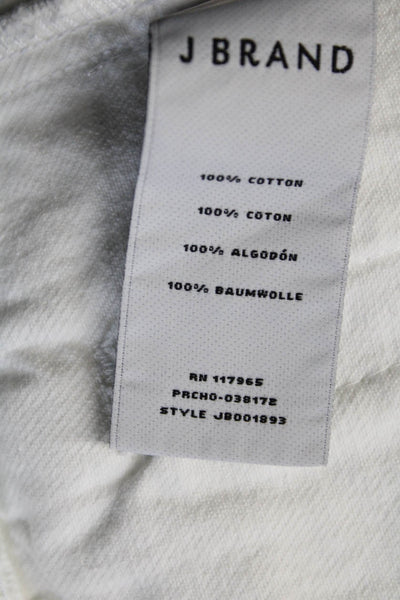 J BRAND
100% COTTON
100% COTON
100% ALGODÓN
100% BAUMWOLLE
RN 117965
PRCHO-038172
STYLE JB001893